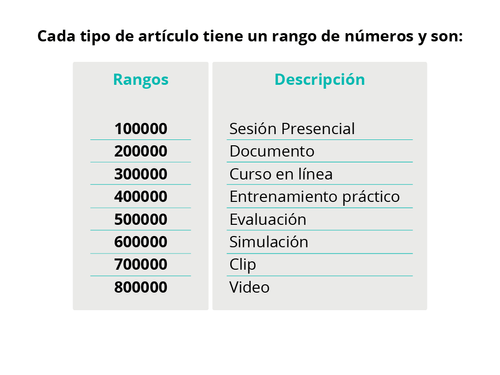 Cada tipo de artículo tiene un rango de números y son:
Rangos Descripción
100000 Sesión Presencial
200000 Documento
300000 Curso en línea
400000 Entrenamiento práctico
500000 Evaluación
600000 Simulación
700000 Clip
800000 Video